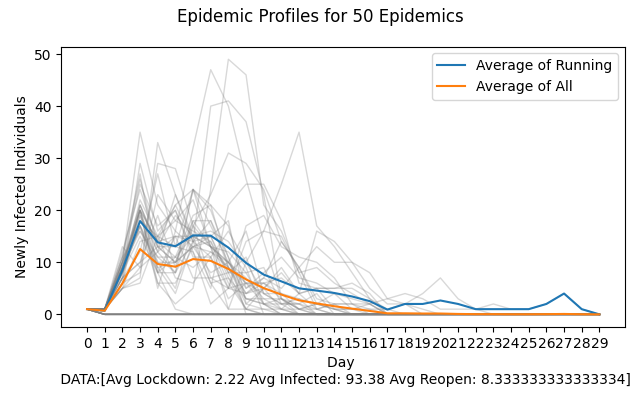 Epidemic Profiles for 50 Epidemics
50
40
30
20
10
0
Newly Infected Individuals
Average of Running
Average of All
0 1 2 3 4 5 6 7 8 9 10 11 12 13 14 15 16 17 18 19 20 21 22 23 24 25 26 27 28 29
Day
DATA:[Avg Lockdown: 2.22 Avg Infected: 93.38 Avg Reopen: 8.333333333333334]